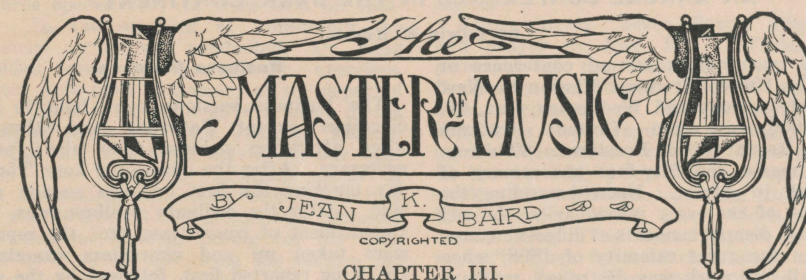 The
MASTER OF MUSIC
BY JEAN K. BAIRD
COPYRIGHTED
CHAPTER III.